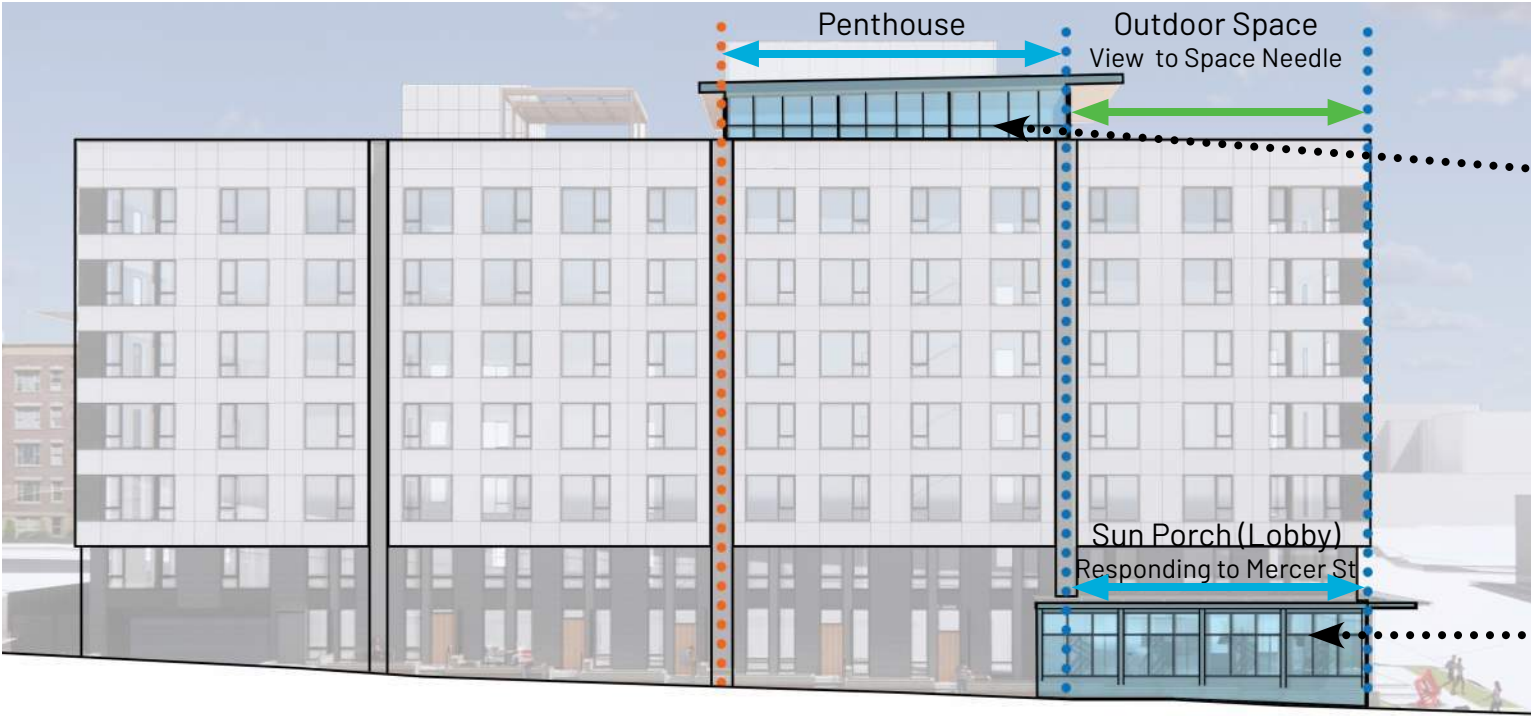 Penthouse
Outdoor Space
View to Space Needle
Sun Porch (Lobby)
Responding to Mercer St